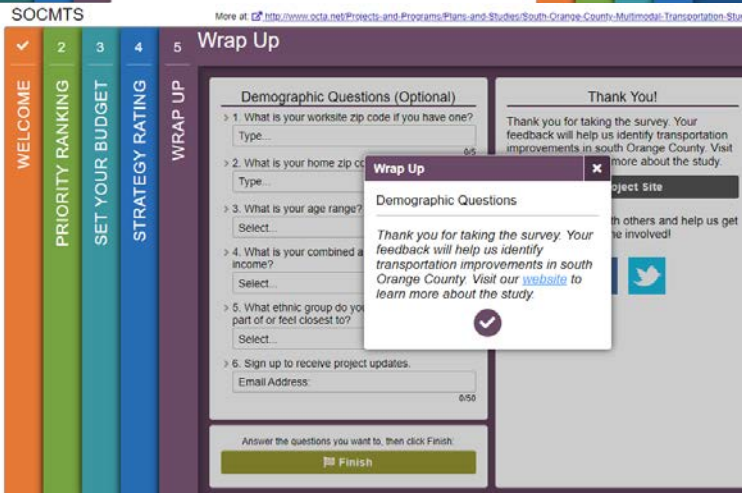 SOCMTS
More at: http://www.octa.net/Projects-and-Programs/Plans-and-Studies/South-Orange-County-Multimodal-Transportation-Stu
WELCOME
2
PRIORITY RANKING
3
SET YOUR BUDGET
4
STRATEGY RATING
5
WRAP UP
Wrap Up
Demographic Questions (Optional)
> 1. What is your worksite zip code if you have one?
Type...
0/5
> 2. What is your home zip co
Type...
> 3. What is your age range?
Select...
> 4. What is your combined a
income?
Select...
> 5. What ethnic group do you
part of or feel closest to?
Select...
> 6. Sign up to receive project updates.
Email Address:
0/50
Answer the questions you want to, then click Finish:
Finish
Wrap Up
×
Demographic Questions
Thank you for taking the survey. Your
feedback will help us identify
transportation improvements in south
Orange County. Visit our website to
learn more about the study.
Thank You!
Thank you for taking the survey. Your
feedback will help us identify transportation
improvements in south Orange County. Visit
more about the study.
oject Site
th others and help us get
ne involved!